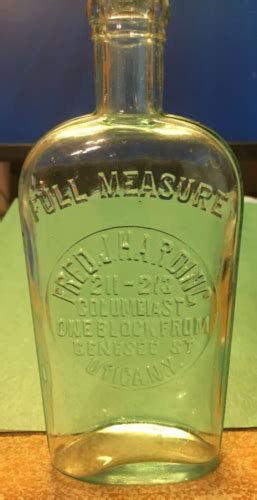 FULL MEASURE
FRED. J. HARDING
211-213
COLUMBIA ST
ONE BLOCK FROM
GENESEE ST
UTICA N.Y.